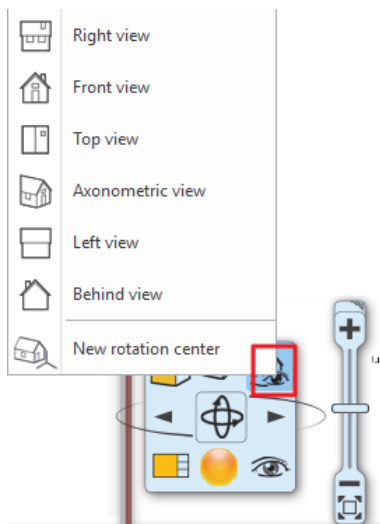 Right view
Front view
Top view
Axonometric view
Left view
Behind view
New rotation center